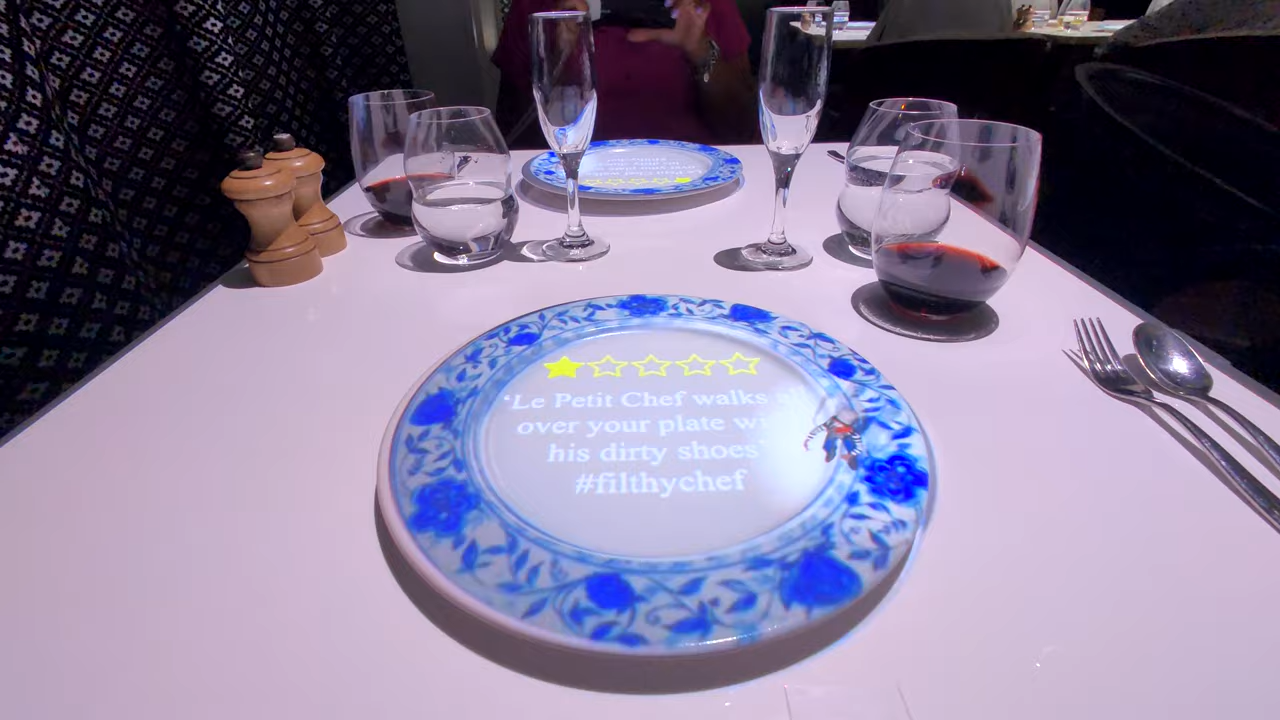 'Le Petit Chef walks
over your plate
his dirty shoes'
#filthychef